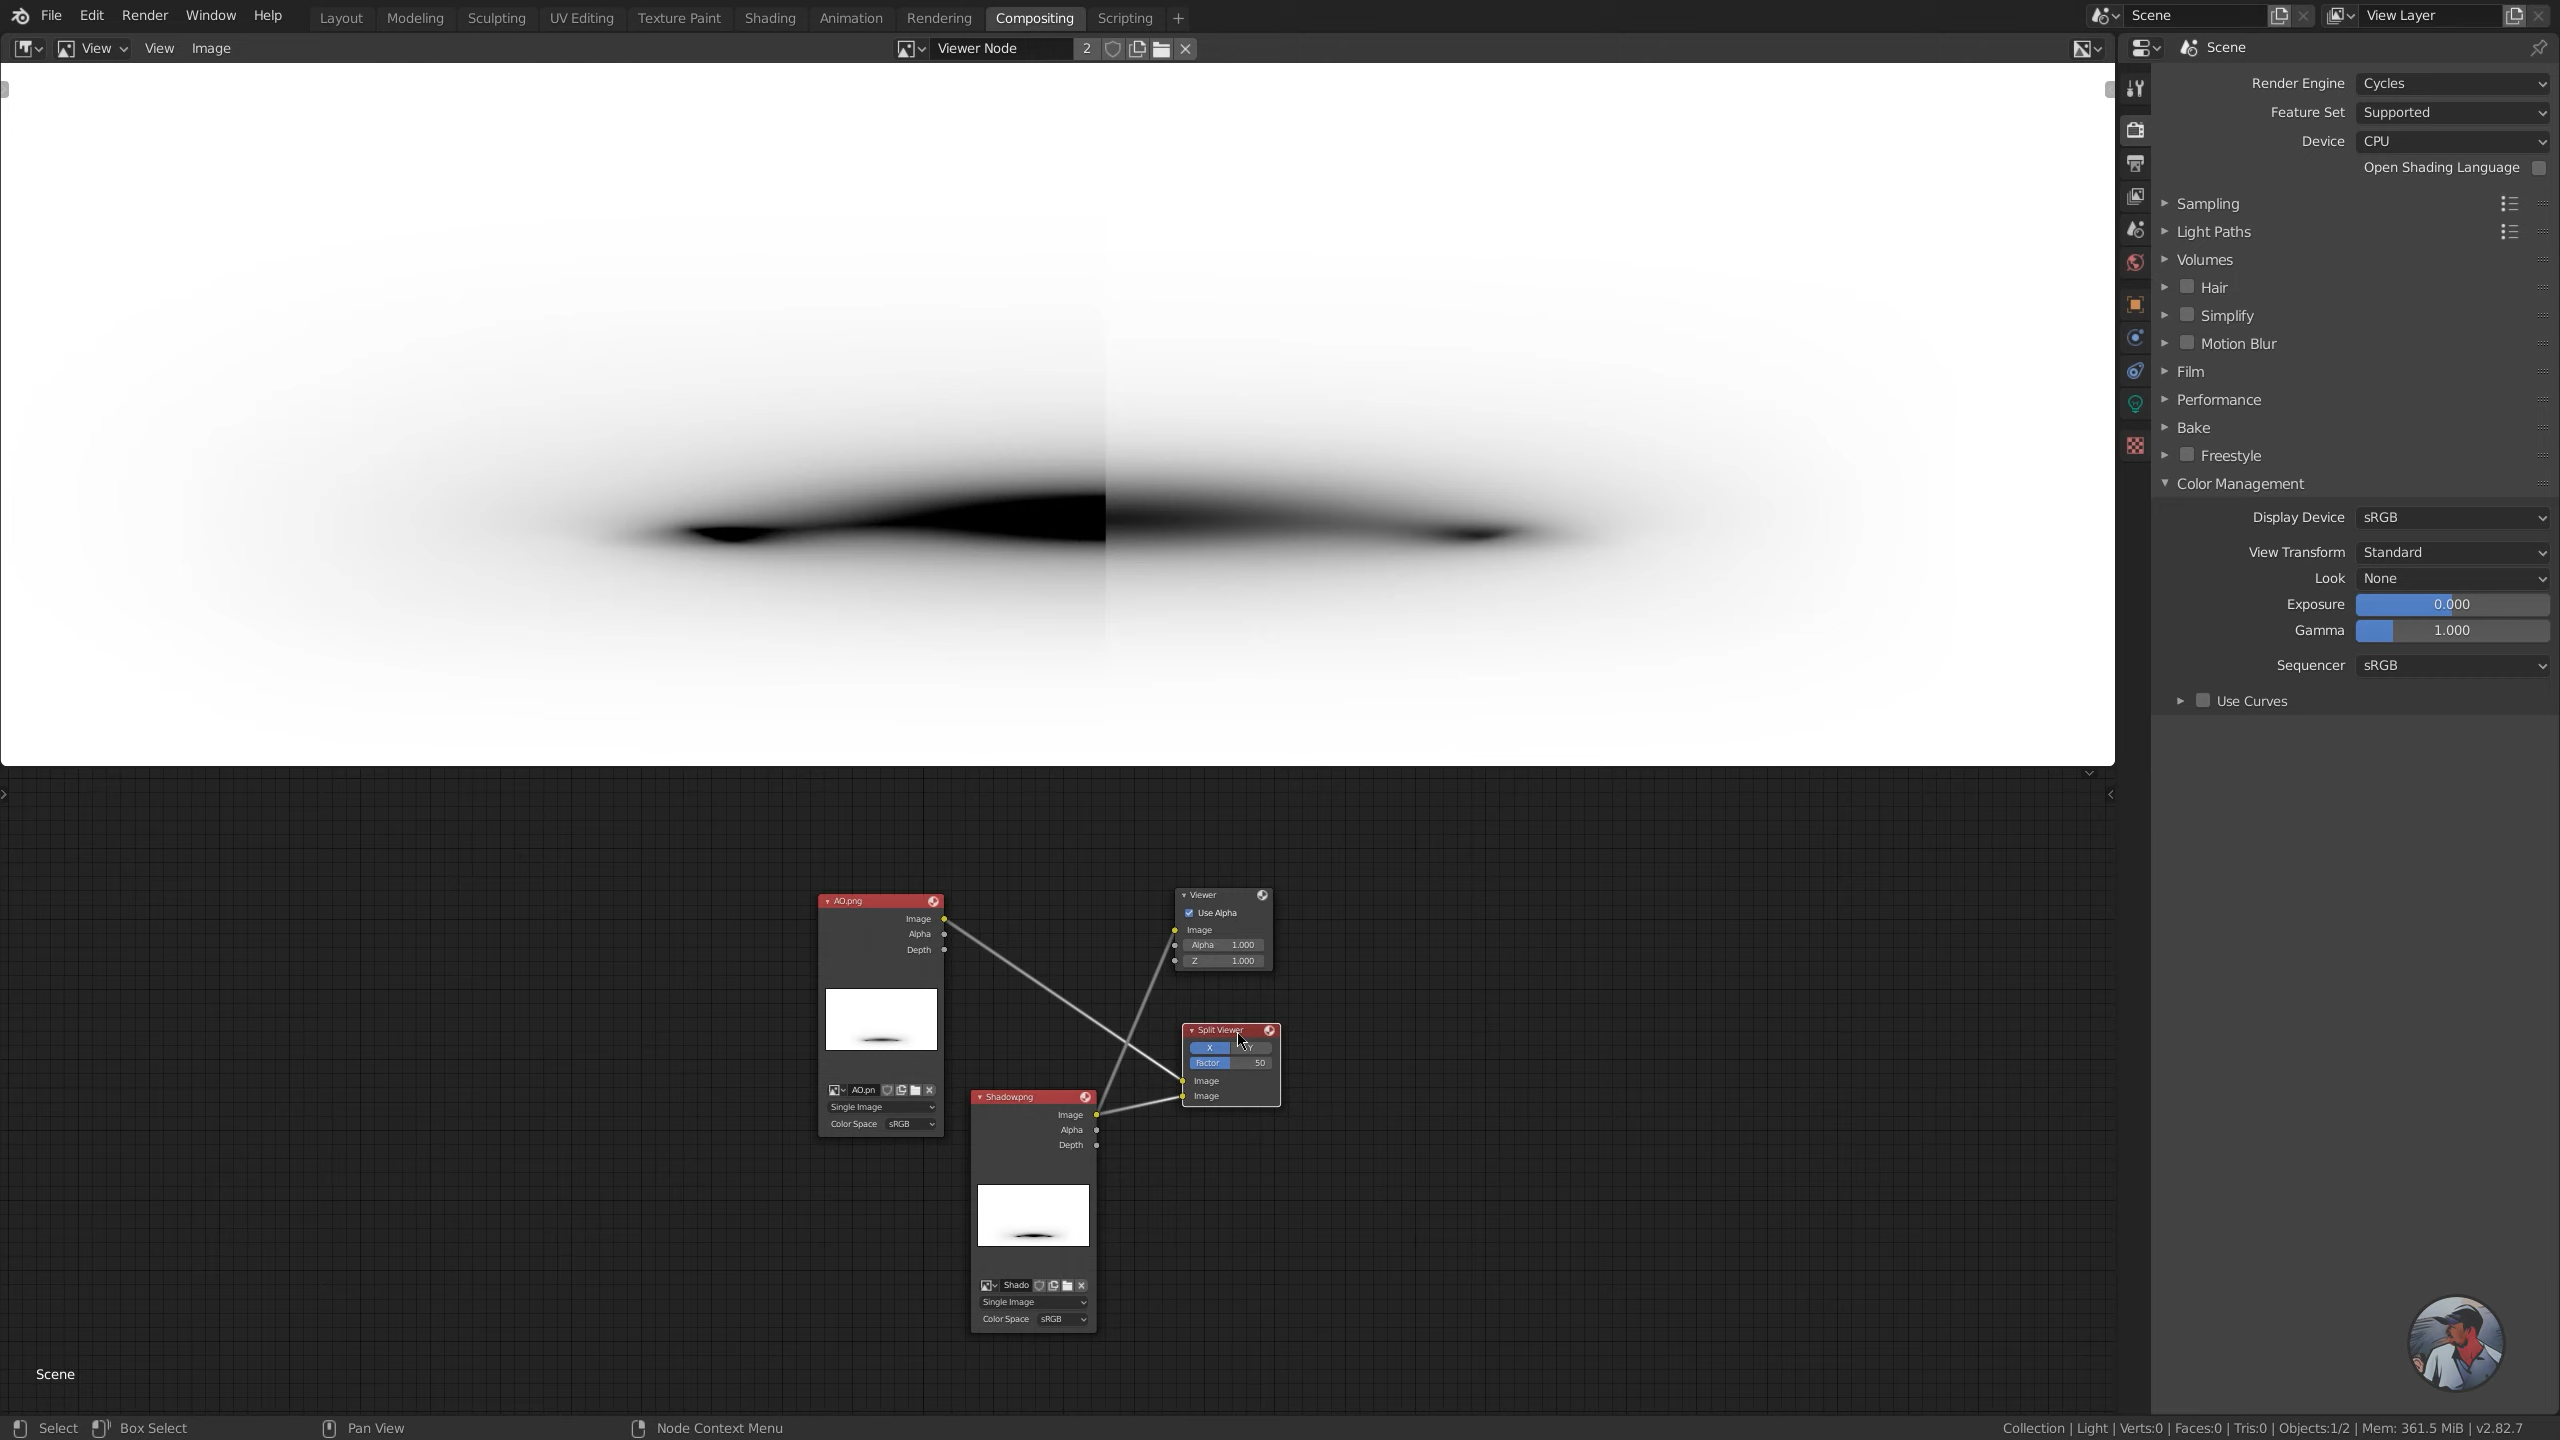 File Edit Render Window Help Layout Modeling Sculpting UV Editing Texture Paint Shading Animation Rendering Compositing Scripting + Scene View Layer
View View Image Viewer Node 2 Scene
Render Engine Cycles
Feature Set Supported
Device CPU
Open Shading Language
Sampling
Light Paths
Volumes
Hair
Simplify
Motion Blur
Film
Performance
Bake
Freestyle
Color Management
Display Device sRGB
View Transform Standard
Look None
Exposure 0.000
Gamma 1.000
Sequencer sRGB
Use Curves
AO.png
Image
Alpha
Depth
AO.pn
Single Image
Color Space sRGB
Viewer
Use Alpha
Image
Alpha 1.000
Z 1.000
Split Viewer
X Y
Factor 50
Image
Image
Shadow.png
Image
Alpha
Depth
Shado
Single Image
Color Space sRGB
Scene
Select Box Select Pan View Node Context Menu Collection | Light | Verts:0 | Faces:0 | Tris:0 | Objects:1/2 | Mem: 361.5 MiB | v2.82.7